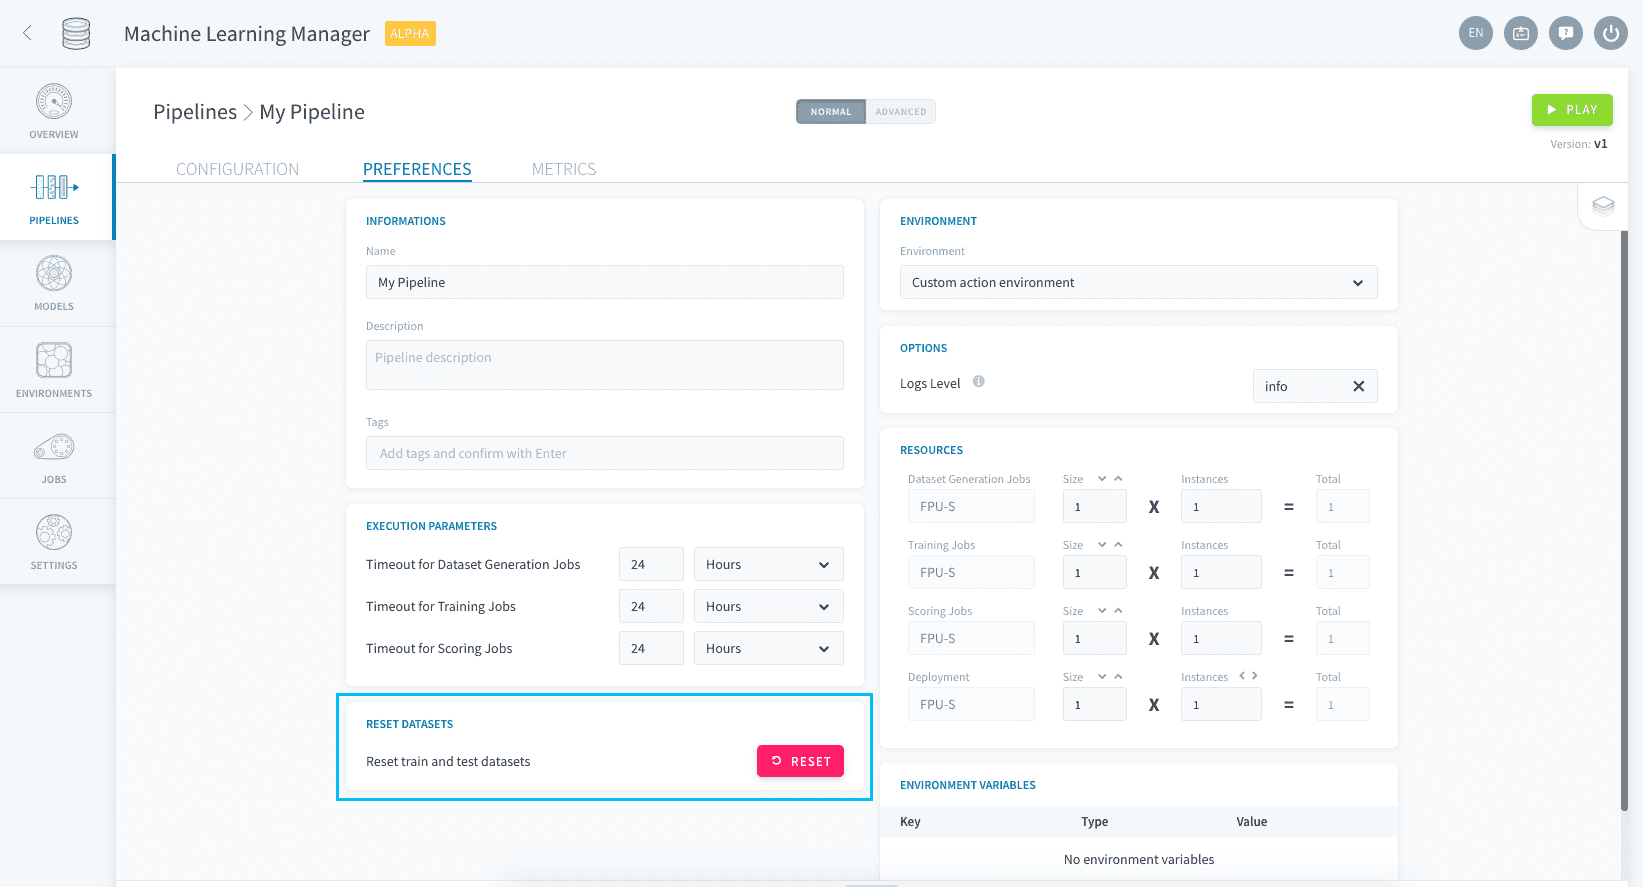 Machine Learning Manager
ALPHA
EN
OVERVIEW
PIPELINES
MODELS
ENVIRONMENTS
JOBS
SETTINGS
Pipelines > My Pipeline
NORMAL ADVANCED
PLAY
Version: v1
CONFIGURATION PREFERENCES METRICS
INFORMATIONS
Name
My Pipeline
Description
Pipeline description
Tags
Add tags and confirm with Enter
EXECUTION PARAMETERS
Timeout for Dataset Generation Jobs 24 Hours
Timeout for Training Jobs 24 Hours
Timeout for Scoring Jobs 24 Hours
RESET DATASETS
Reset train and test datasets RESET
ENVIRONMENT
Environment
Custom action environment
OPTIONS
Logs Level info
RESOURCES
Dataset Generation Jobs Size Instances Total
FPU-S 1 X 1 = 1
Training Jobs Size Instances Total
FPU-S 1 X 1 = 1
Scoring Jobs Size Instances Total
FPU-S 1 X 1 = 1
Deployment Size Instances Total
FPU-S 1 X 1 = 1
ENVIRONMENT VARIABLES
Key Type Value
No environment variables